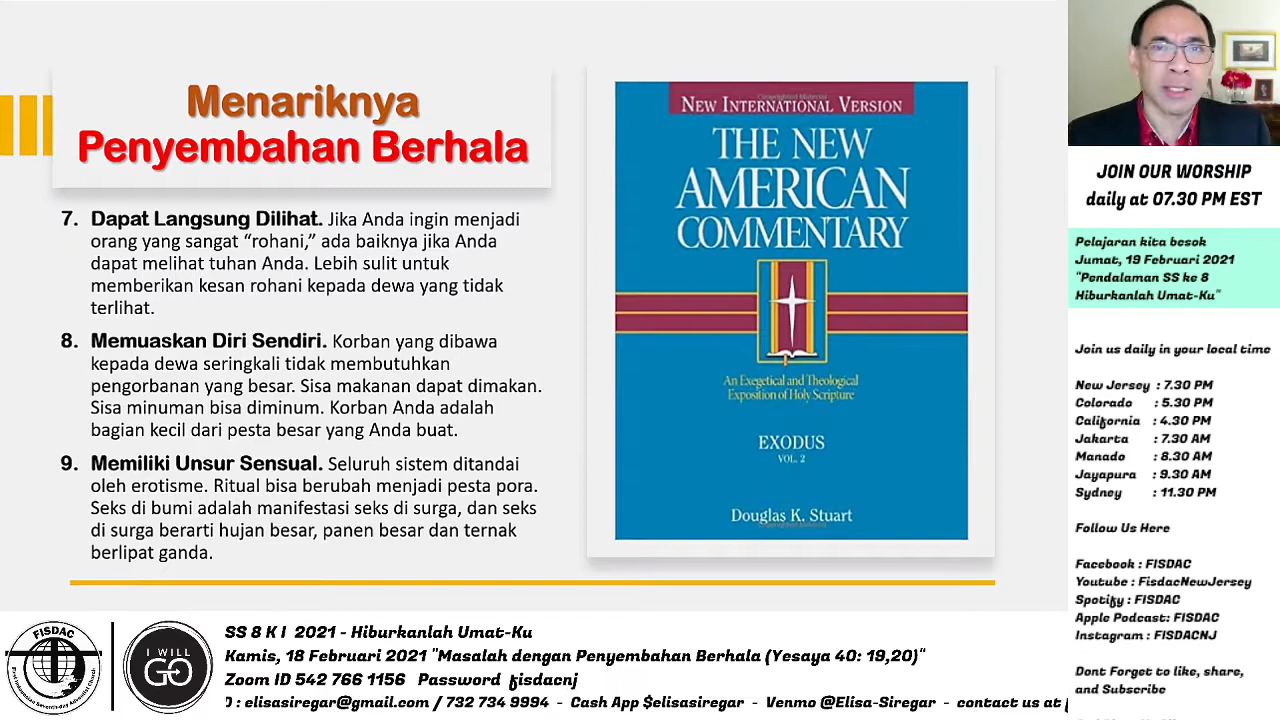 Menariknya
Penyembahan Berhala
7. Dapat Langsung Dilihat. Jika Anda ingin menjadi
orang yang sangat “rohani,” ada baiknya jika Anda
dapat melihat tuhan Anda. Lebih sulit untuk
memberikan kesan rohani kepada dewa yang tidak
terlihat.
8. Memuaskan Diri Sendiri. Korban yang dibawa
kepada dewa seringkali tidak membutuhkan
pengorbanan yang besar. Sisa makanan dapat dimakan.
Sisa minuman bisa diminum. Korban Anda adalah
bagian kecil dari pesta besar yang Anda buat.
9. Memiliki Unsur Sensual. Seluruh sistem ditandai
oleh erotisme. Ritual bisa berubah menjadi pesta pora.
Seks di bumi adalah manifestasi seks di surga, dan seks
di surga berarti hujan besar, panen besar dan ternak
berlipat ganda.
NEW INTERNATIONAL VERSION
THE NEW
AMERICAN
COMMENTARY
An Exegetical and Theological
Exposition of Holy Scripture
EXODUS
VOL. 2
Douglas K. Stuart
JOIN OUR WORSHIP
daily at 07.30 PM EST
Pelajaran kita besok
Jumat, 19 Februari 2021
"Pendalaman SS ke 8
Hiburkanlah Umat-Ku"
Join us daily in your local time
New Jersey : 7.30 PM
Colorado : 5.30 PM
California : 4.30 PM
Jakarta : 7.30 AM
Manado : 8.30 AM
Jayapura : 9.30 AM
Sydney : 11.30 PM
Follow Us Here
Facebook : FISDAC
Youtube : FisdacNewJersey
Spotify : FISDAC
Apple Podcast: FISDAC
Instagram : FISDACNJ
Dont Forget to like, share,
and Subscribe
FISDAC
I WILL
GO
SS 8 K I 2021 - Hiburkanlah Umat-Ku
Kamis, 18 Februari 2021 "Masalah dengan Penyembahan Berhala (Yesaya 40: 19,20)"
Zoom ID 542 766 1156 Password fisdacnj
: elisasiregar@gmail.com / 732 734 9994 - Cash App $elisasiregar - Venmo @Elisa-Siregar - contact us at